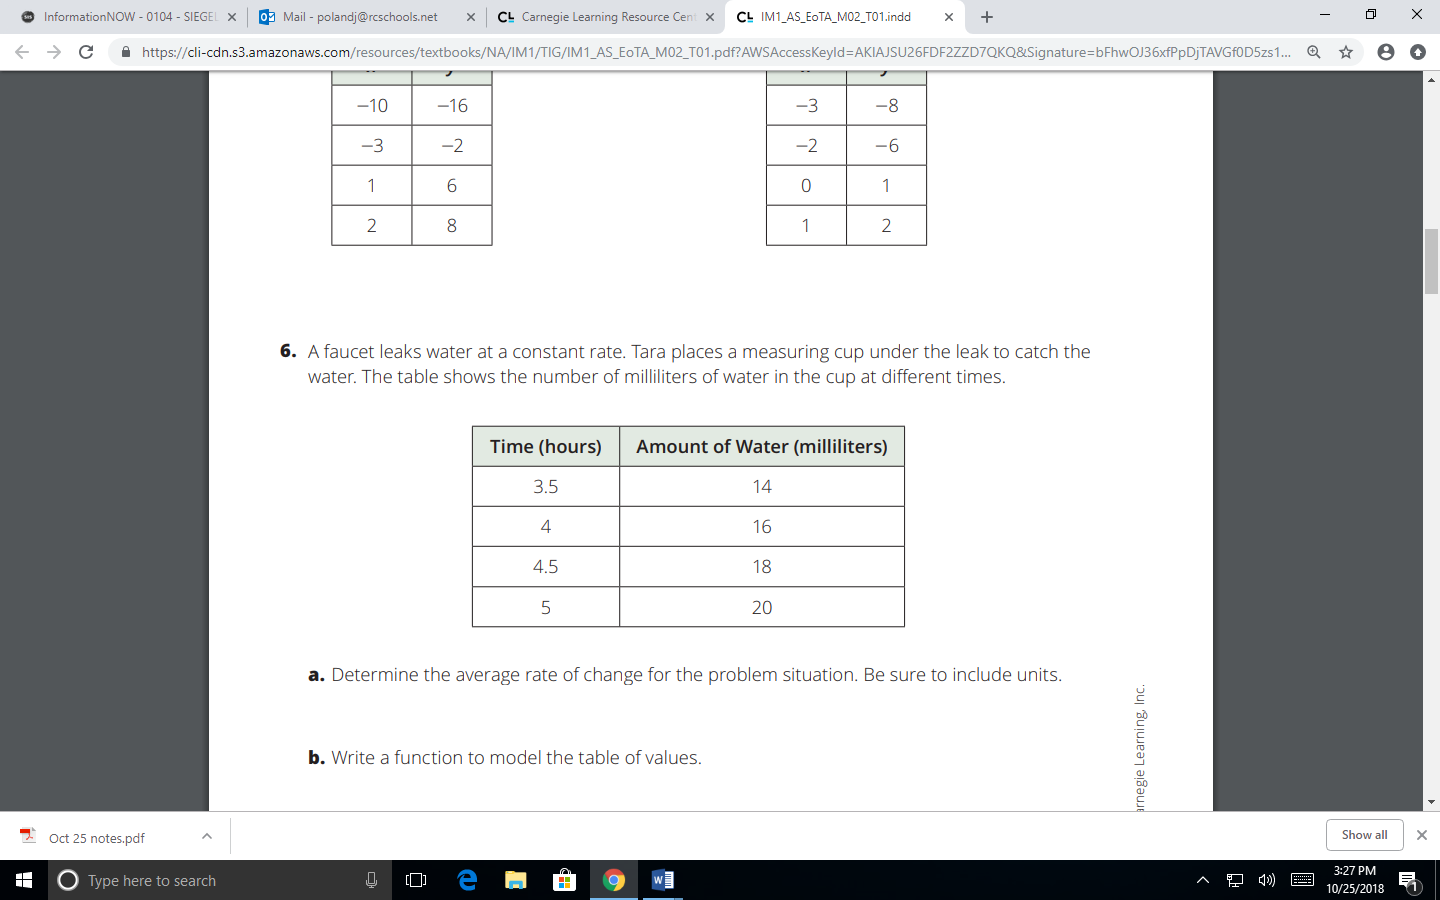 InformationNOW - 0104 - SIEGEL
Mail - polandj@rcschools.net
Carnegie Learning Resource Cent
IM1_AS_EoTA_M02_T01.indd
https://cli-cdn.s3.amazonaws.com/resources/textbooks/NA/IM1/TIG/IM1_AS_EoTA_M02_T01.pdf?AWSAccessKeyId=AKIAJSU26FDF2ZZD7QKQ&Signature=bFhwOJ36xfPpDjTAVGf0D5zs1...
−10 −16
−3 −2
1 6
2 8
−3 −8
−2 −6
0 1
1 2
6. A faucet leaks water at a constant rate. Tara places a measuring cup under the leak to catch the
water. The table shows the number of milliliters of water in the cup at different times.
Time (hours) Amount of Water (milliliters)
3.5 14
4 16
4.5 18
5 20
a. Determine the average rate of change for the problem situation. Be sure to include units.
b. Write a function to model the table of values.
arnegie Learning, Inc.
Oct 25 notes.pdf
Show all
Type here to search
3:27 PM
10/25/2018
1